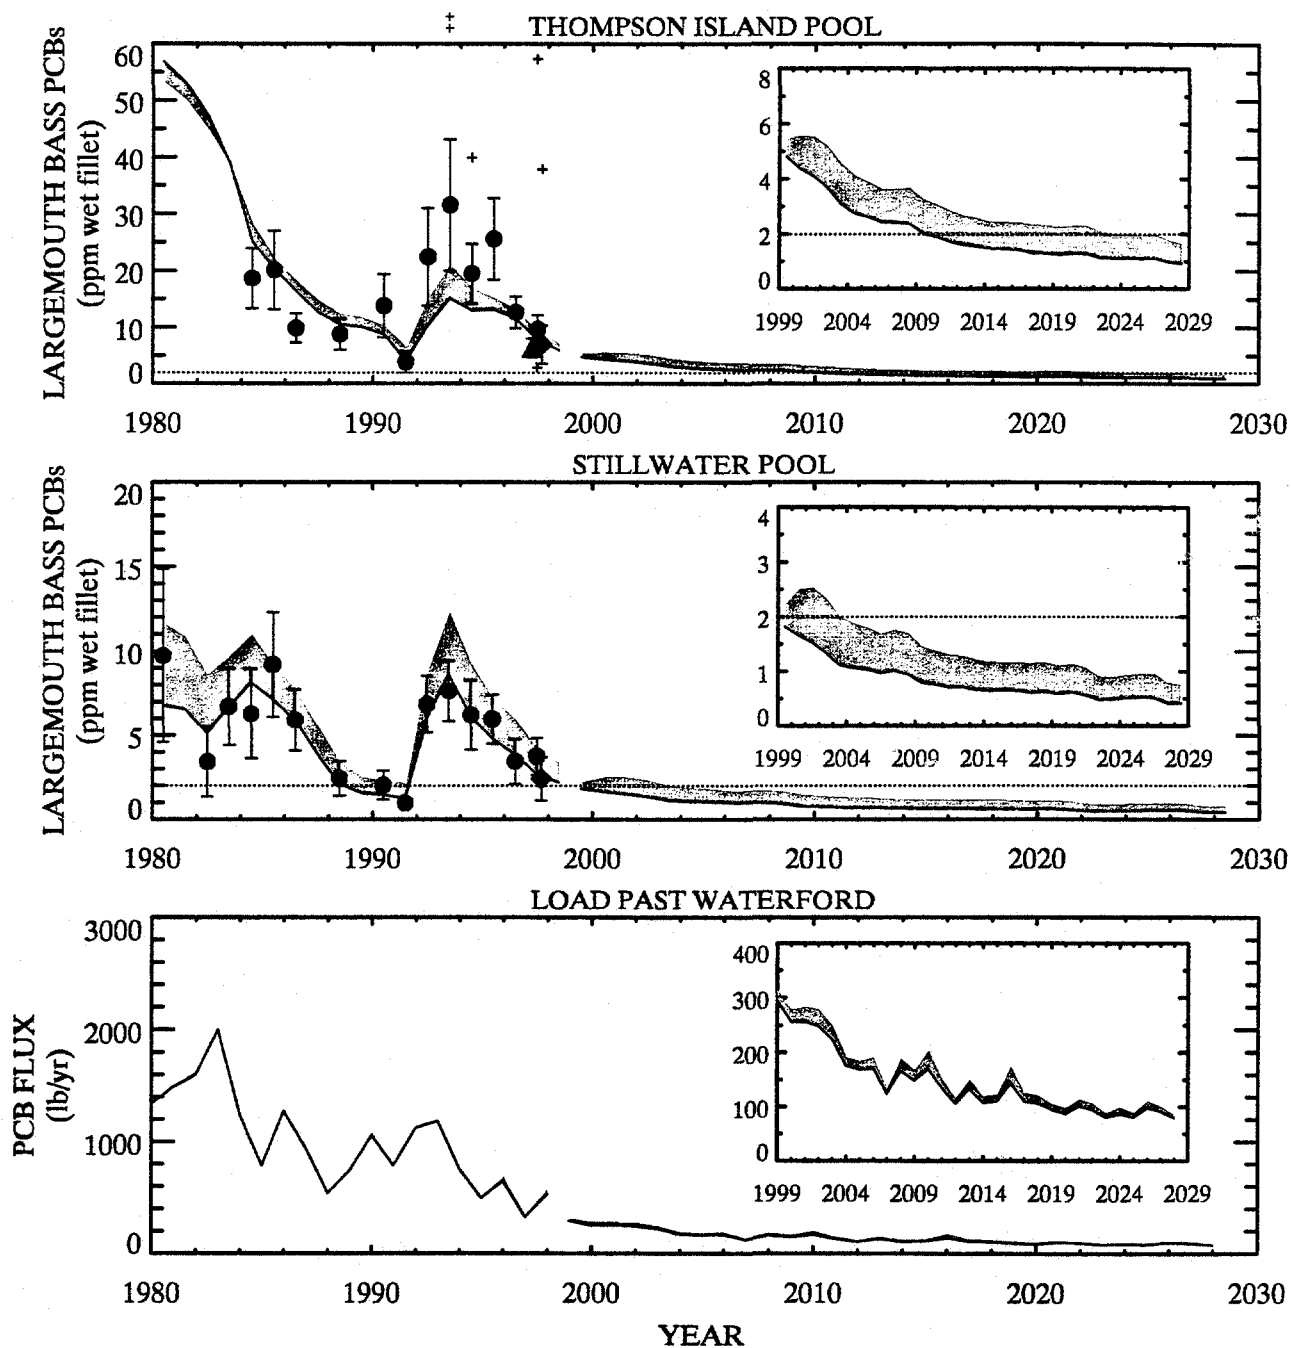 THOMPSON ISLAND POOL
LARGEMOUTH BASS PCBs
(ppm wet fillet)
60
50
40
30
20
10
0
8
6
4
2
0
1999 2004 2009 2014 2019 2024 2029
1980 1990 2000 2010 2020 2030
STILLWATER POOL
LARGEMOUTH BASS PCBs
(ppm wet fillet)
20
15
10
5
0
4
3
2
1
0
1999 2004 2009 2014 2019 2024 2029
1980 1990 2000 2010 2020 2030
LOAD PAST WATERFORD
PCB FLUX
(lb/yr)
3000
2000
1000
0
400
300
200
100
0
1999 2004 2009 2014 2019 2024 2029
1980 1990 2000 2010 2020 2030
YEAR